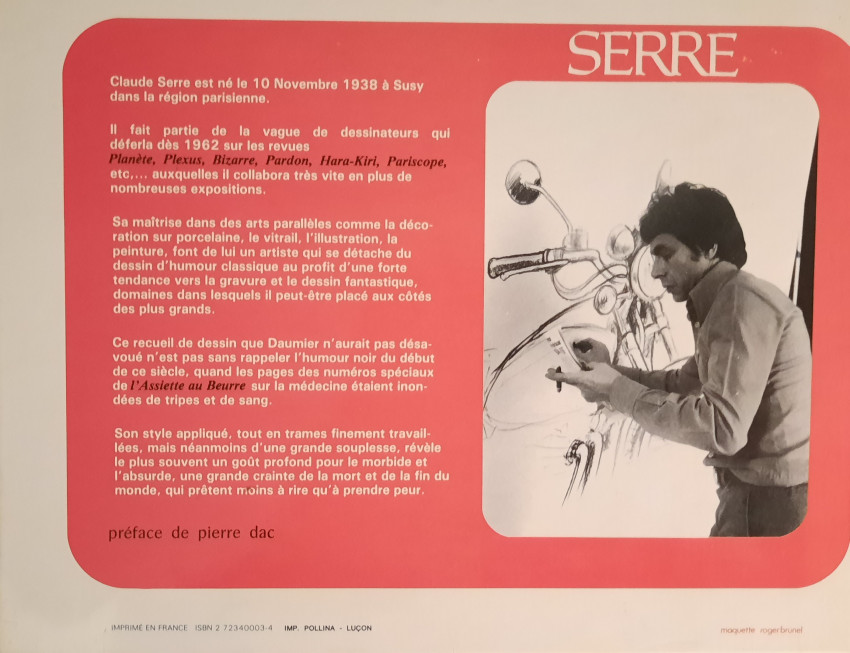 SERRE
Claude Serre est né le 10 Novembre 1938 à Susy
dans la région parisienne.
Il fait partie de la vague de dessinateurs qui
déferla dès 1962 sur les revues
Planète, Plexus, Bizarre, Pardon, Hara-Kiri, Pariscope,
etc,... auxquelles il collabora très vite en plus de
nombreuses expositions.
Sa maîtrise dans des arts parallèles comme la déco-
ration sur porcelaine, le vitrail, l'illustration, la
peinture, font de lui un artiste qui se détache du
dessin d'humour classique au profit d'une forte
tendance vers la gravure et le dessin fantastique,
domaines dans lesquels il peut-être placé aux côtés
des plus grands.
Ce recueil de dessin que Daumier n'aurait pas désa-
voué n'est pas sans rappeler l'humour noir du début
de ce siècle, quand les pages des numéros spéciaux
de l'Assiette au Beurre sur la médecine étaient inon-
dées de tripes et de sang.
Son style appliqué, tout en trames finement travail-
lées, mais néanmoins d'une grande souplesse, révèle
le plus souvent un goût profond pour le morbide et
l'absurde, une grande crainte de la mort et de la fin du
monde, qui prêtent moins à rire qu'à prendre peur.
préface de pierre dac
IMPRIMÉ EN FRANCE ISBN 2 72340003-4 IMP. POLLINA - LUÇON
maquette roger brunel